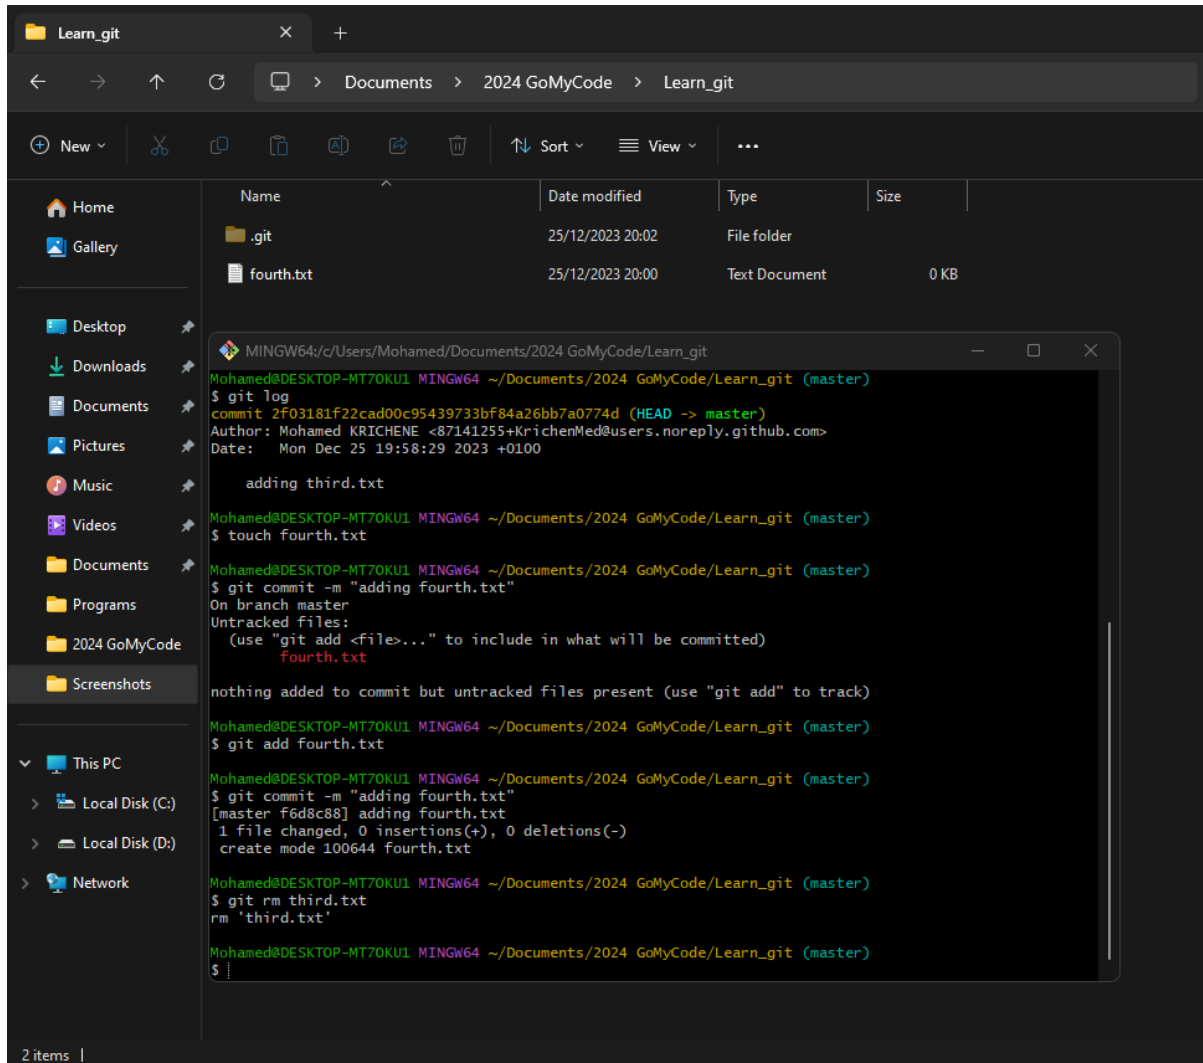 Learn_git
Documents > 2024 GoMyCode > Learn_git
New Sort View
Name Date modified Type Size
.git 25/12/2023 20:02 File folder
fourth.txt 25/12/2023 20:00 Text Document 0 KB
Home
Gallery
Desktop
Downloads
Documents
Pictures
Music
Videos
Documents
Programs
2024 GoMyCode
Screenshots
This PC
Local Disk (C:)
Local Disk (D:)
Network
MINGW64:/c/Users/Mohamed/Documents/2024 GoMyCode/Learn_git
Mohamed@DESKTOP-MT7OKU1 MINGW64 ~/Documents/2024 GoMyCode/Learn_git (master)
$ git log
commit 2f03181f22cad00c95439733bf84a26bb7a0774d (HEAD -> master)
Author: Mohamed KRICHENE <87141255+KrichenMed@users.noreply.github.com>
Date:   Mon Dec 25 19:58:29 2023 +0100
    adding third.txt
Mohamed@DESKTOP-MT7OKU1 MINGW64 ~/Documents/2024 GoMyCode/Learn_git (master)
$ touch fourth.txt
Mohamed@DESKTOP-MT7OKU1 MINGW64 ~/Documents/2024 GoMyCode/Learn_git (master)
$ git commit -m "adding fourth.txt"
On branch master
Untracked files:
  (use "git add <file>..." to include in what will be committed)
        fourth.txt
nothing added to commit but untracked files present (use "git add" to track)
Mohamed@DESKTOP-MT7OKU1 MINGW64 ~/Documents/2024 GoMyCode/Learn_git (master)
$ git add fourth.txt
Mohamed@DESKTOP-MT7OKU1 MINGW64 ~/Documents/2024 GoMyCode/Learn_git (master)
$ git commit -m "adding fourth.txt"
[master f6d8c88] adding fourth.txt
 1 file changed, 0 insertions(+), 0 deletions(-)
 create mode 100644 fourth.txt
Mohamed@DESKTOP-MT7OKU1 MINGW64 ~/Documents/2024 GoMyCode/Learn_git (master)
$ git rm third.txt
rm 'third.txt'
Mohamed@DESKTOP-MT7OKU1 MINGW64 ~/Documents/2024 GoMyCode/Learn_git (master)
$
2 items